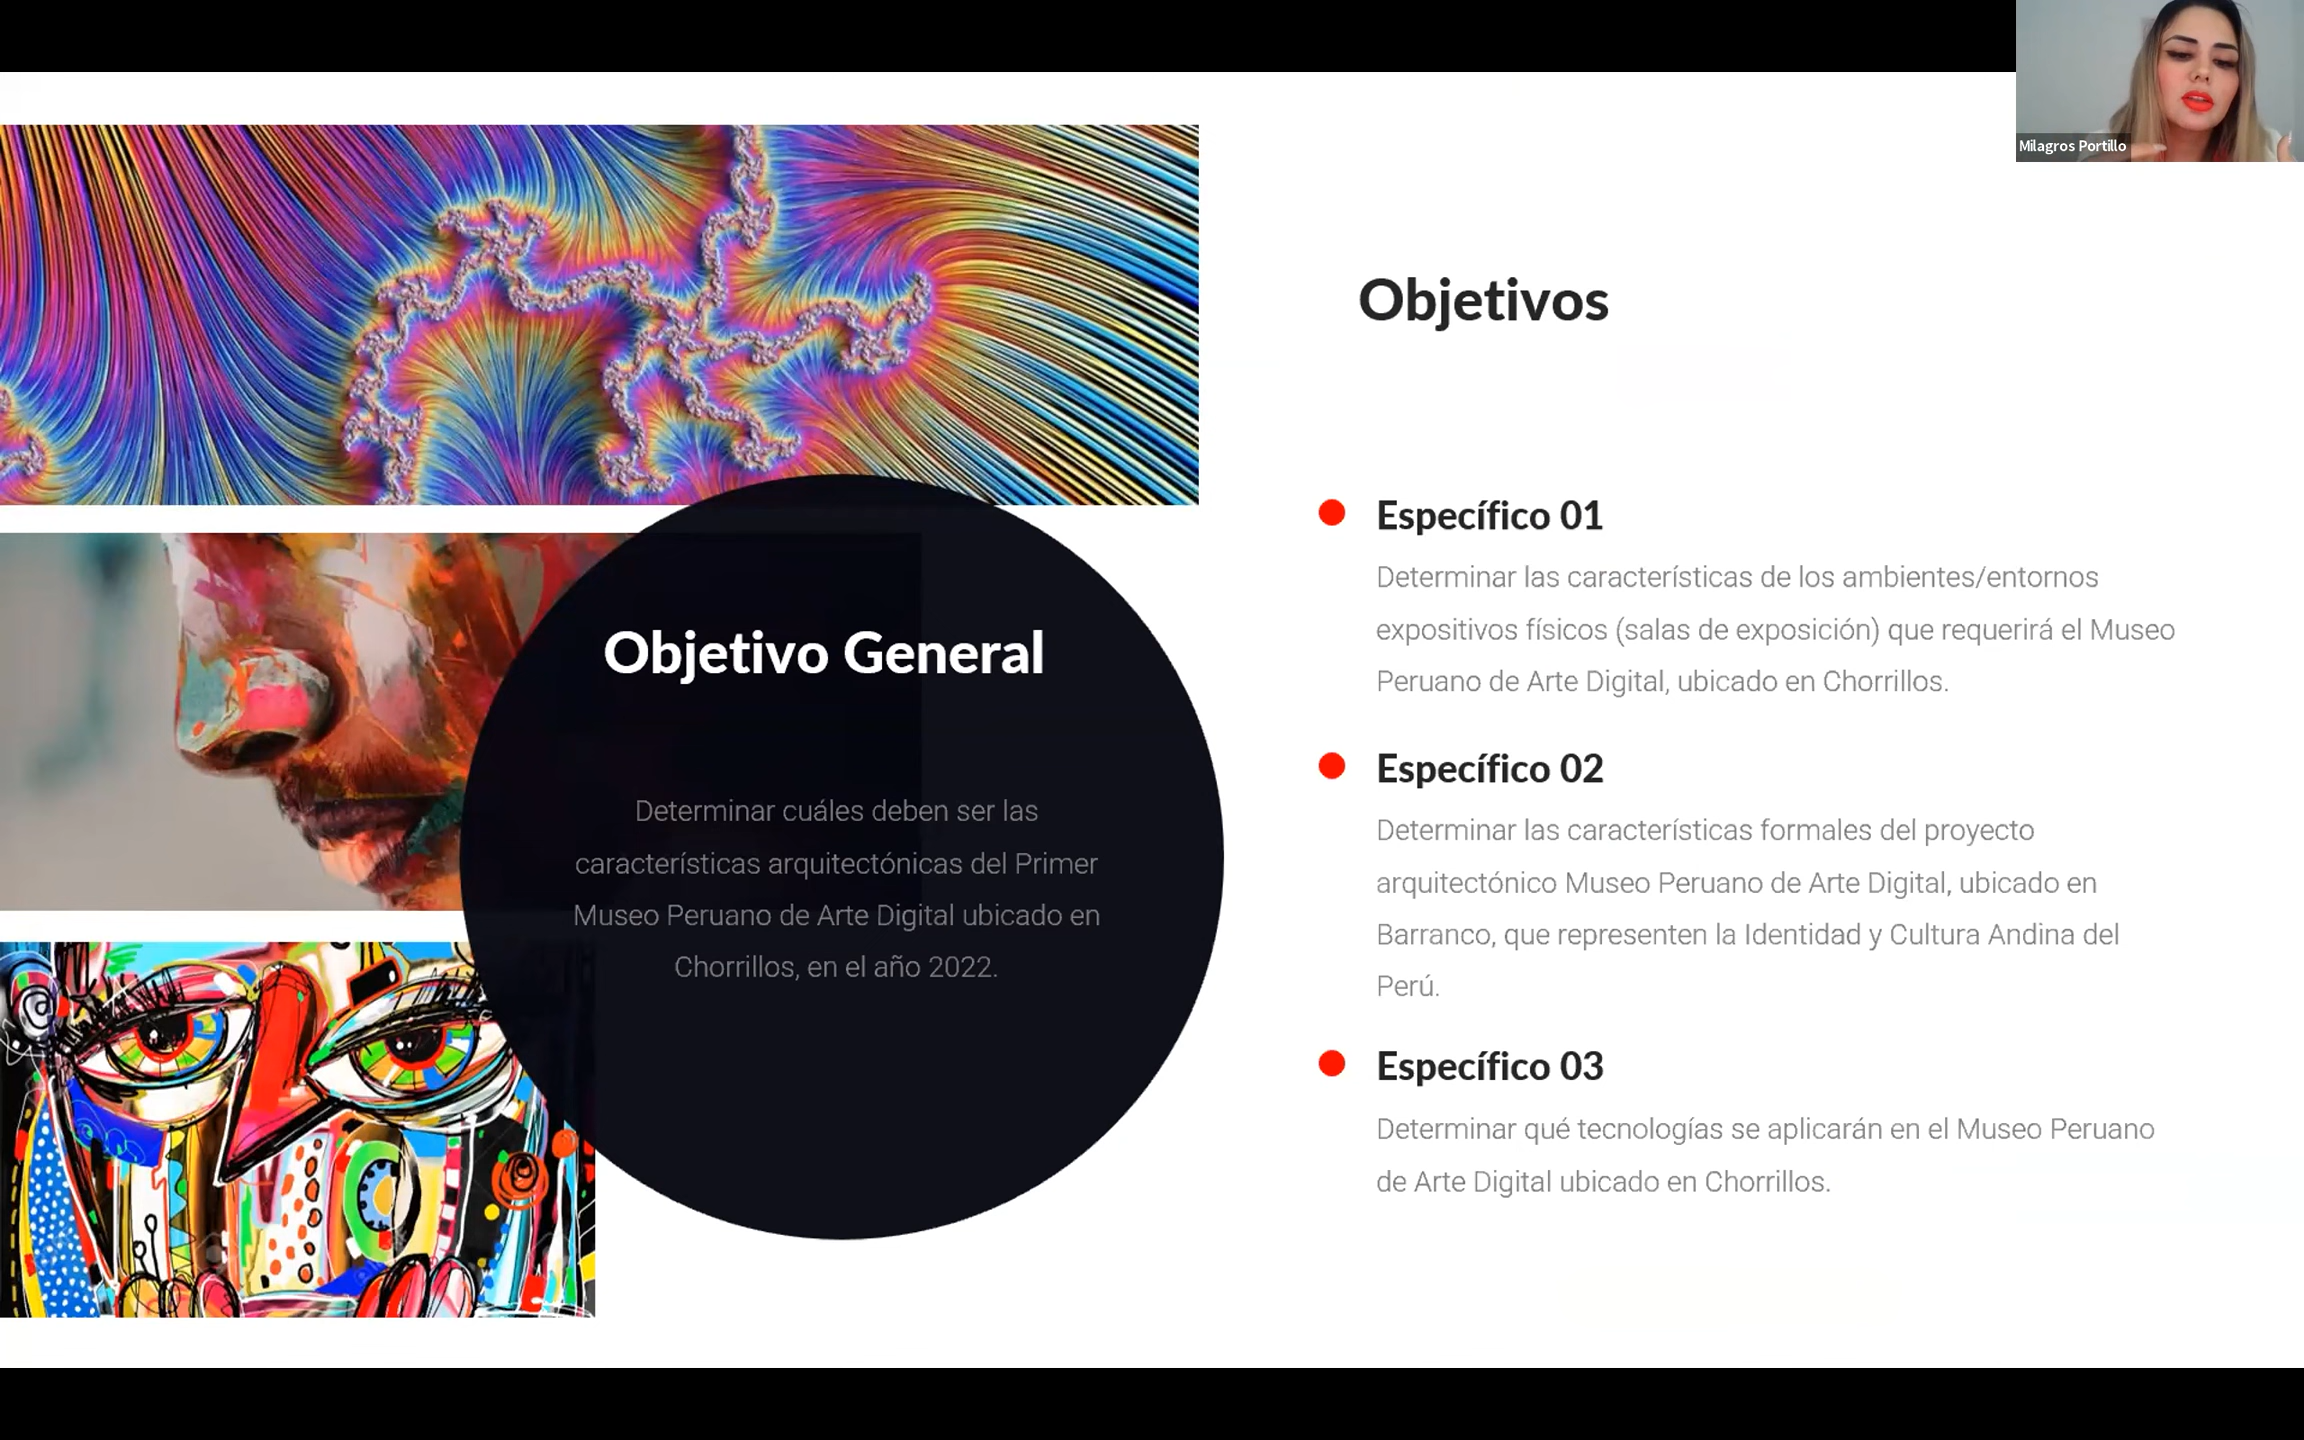 Milagros Portillo
Objetivos
Objetivo General
Determinar cuáles deben ser las
características arquitectónicas del Primer
Museo Peruano de Arte Digital ubicado en
Chorrillos, en el año 2022.
Específico 01
Determinar las características de los ambientes/entornos
expositivos físicos (salas de exposición) que requerirá el Museo
Peruano de Arte Digital, ubicado en Chorrillos.
Específico 02
Determinar las características formales del proyecto
arquitectónico Museo Peruano de Arte Digital, ubicado en
Barranco, que representen la Identidad y Cultura Andina del
Perú.
Específico 03
Determinar qué tecnologías se aplicarán en el Museo Peruano
de Arte Digital ubicado en Chorrillos.